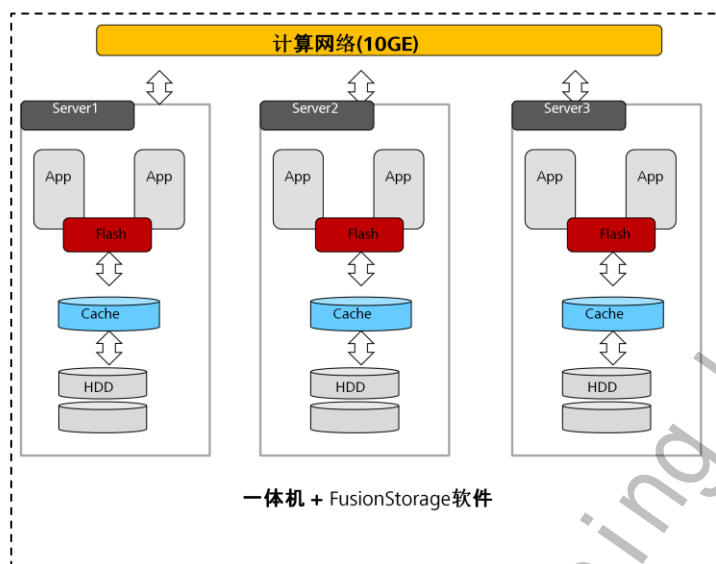 计算网络(10GE)
Server1 Server2 Server3
App App App App App App
Flash Flash Flash
Cache Cache Cache
HDD HDD HDD
一体机 + FusionStorage软件